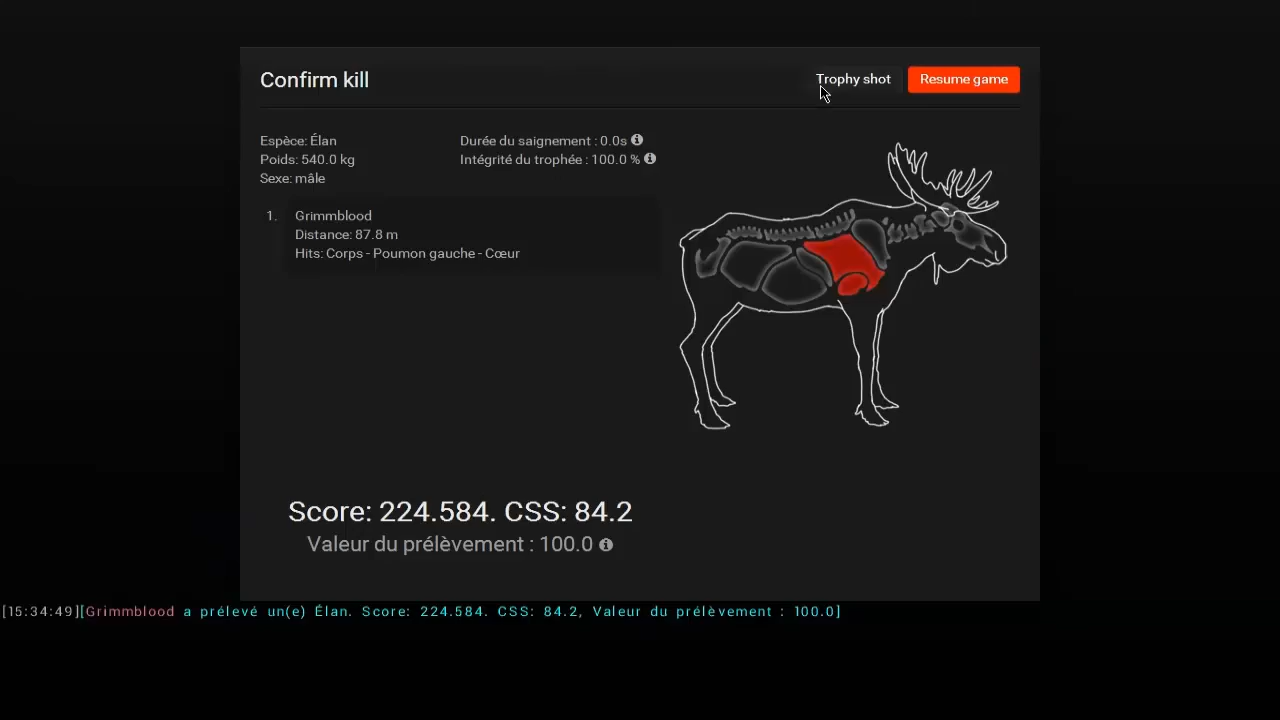 Confirm kill
Trophy shot
Resume game
Espèce: Élan
Poids: 540.0 kg
Sexe: mâle
Durée du saignement : 0.0s
Intégrité du trophée : 100.0 %
1.
Grimmblood
Distance: 87.8 m
Hits: Corps - Poumon gauche - Cœur
Score: 224.584. CSS: 84.2
Valeur du prélèvement : 100.0
[15:34:49][Grimmblood a prélevé un(e) Élan. Score: 224.584. CSS: 84.2, Valeur du prélèvement : 100.0]